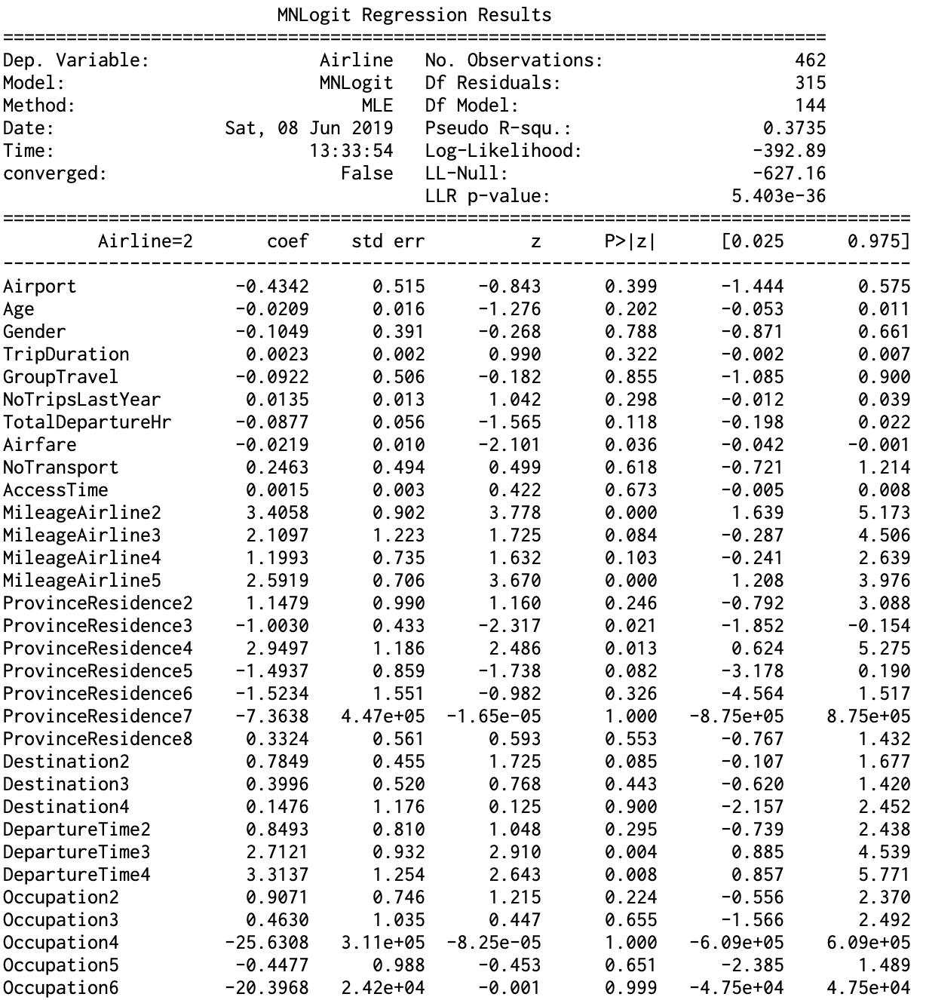 MNLogit Regression Results
==============================================================================
Dep. Variable: Airline No. Observations: 462
Model: MNLogit Df Residuals: 315
Method: MLE Df Model: 144
Date: Sat, 08 Jun 2019 Pseudo R-squ.: 0.3735
Time: 13:33:54 Log-Likelihood: -392.89
converged: False LL-Null: -627.16
LLR p-value: 5.403e-36
======================================================================================
Airline=2 coef std err z P>|z| [0.025 0.975]
--------------------------------------------------------------------------------------
Airport -0.4342 0.515 -0.843 0.399 -1.444 0.575
Age -0.0209 0.016 -1.276 0.202 -0.053 0.011
Gender -0.1049 0.391 -0.268 0.788 -0.871 0.661
TripDuration 0.0023 0.002 0.990 0.322 -0.002 0.007
GroupTravel -0.0922 0.506 -0.182 0.855 -1.085 0.900
NoTripsLastYear 0.0135 0.013 1.042 0.298 -0.012 0.039
TotalDepartureHr -0.0877 0.056 -1.565 0.118 -0.198 0.022
Airfare -0.0219 0.010 -2.101 0.036 -0.042 -0.001
NoTransport 0.2463 0.494 0.499 0.618 -0.721 1.214
AccessTime 0.0015 0.003 0.422 0.673 -0.005 0.008
MileageAirline2 3.4058 0.902 3.778 0.000 1.639 5.173
MileageAirline3 2.1097 1.223 1.725 0.084 -0.287 4.506
MileageAirline4 1.1993 0.735 1.632 0.103 -0.241 2.639
MileageAirline5 2.5919 0.706 3.670 0.000 1.208 3.976
ProvinceResidence2 1.1479 0.990 1.160 0.246 -0.792 3.088
ProvinceResidence3 -1.0030 0.433 -2.317 0.021 -1.852 -0.154
ProvinceResidence4 2.9497 1.186 2.486 0.013 0.624 5.275
ProvinceResidence5 -1.4937 0.859 -1.738 0.082 -3.178 0.190
ProvinceResidence6 -1.5234 1.551 -0.982 0.326 -4.564 1.517
ProvinceResidence7 -7.3638 4.47e+05 -1.65e-05 1.000 -8.75e+05 8.75e+05
ProvinceResidence8 0.3324 0.561 0.593 0.553 -0.767 1.432
Destination2 0.7849 0.455 1.725 0.085 -0.107 1.677
Destination3 0.3996 0.520 0.768 0.443 -0.620 1.420
Destination4 0.1476 1.176 0.125 0.900 -2.157 2.452
DepartureTime2 0.8493 0.810 1.048 0.295 -0.739 2.438
DepartureTime3 2.7121 0.932 2.910 0.004 0.885 4.539
DepartureTime4 3.3137 1.254 2.643 0.008 0.857 5.771
Occupation2 0.9071 0.746 1.215 0.224 -0.556 2.370
Occupation3 0.4630 1.035 0.447 0.655 -1.566 2.492
Occupation4 -25.6308 3.11e+05 -8.25e-05 1.000 -6.09e+05 6.09e+05
Occupation5 -0.4477 0.988 -0.453 0.651 -2.385 1.489
Occupation6 -20.3968 2.42e+04 -0.001 0.999 -4.75e+04 4.75e+04